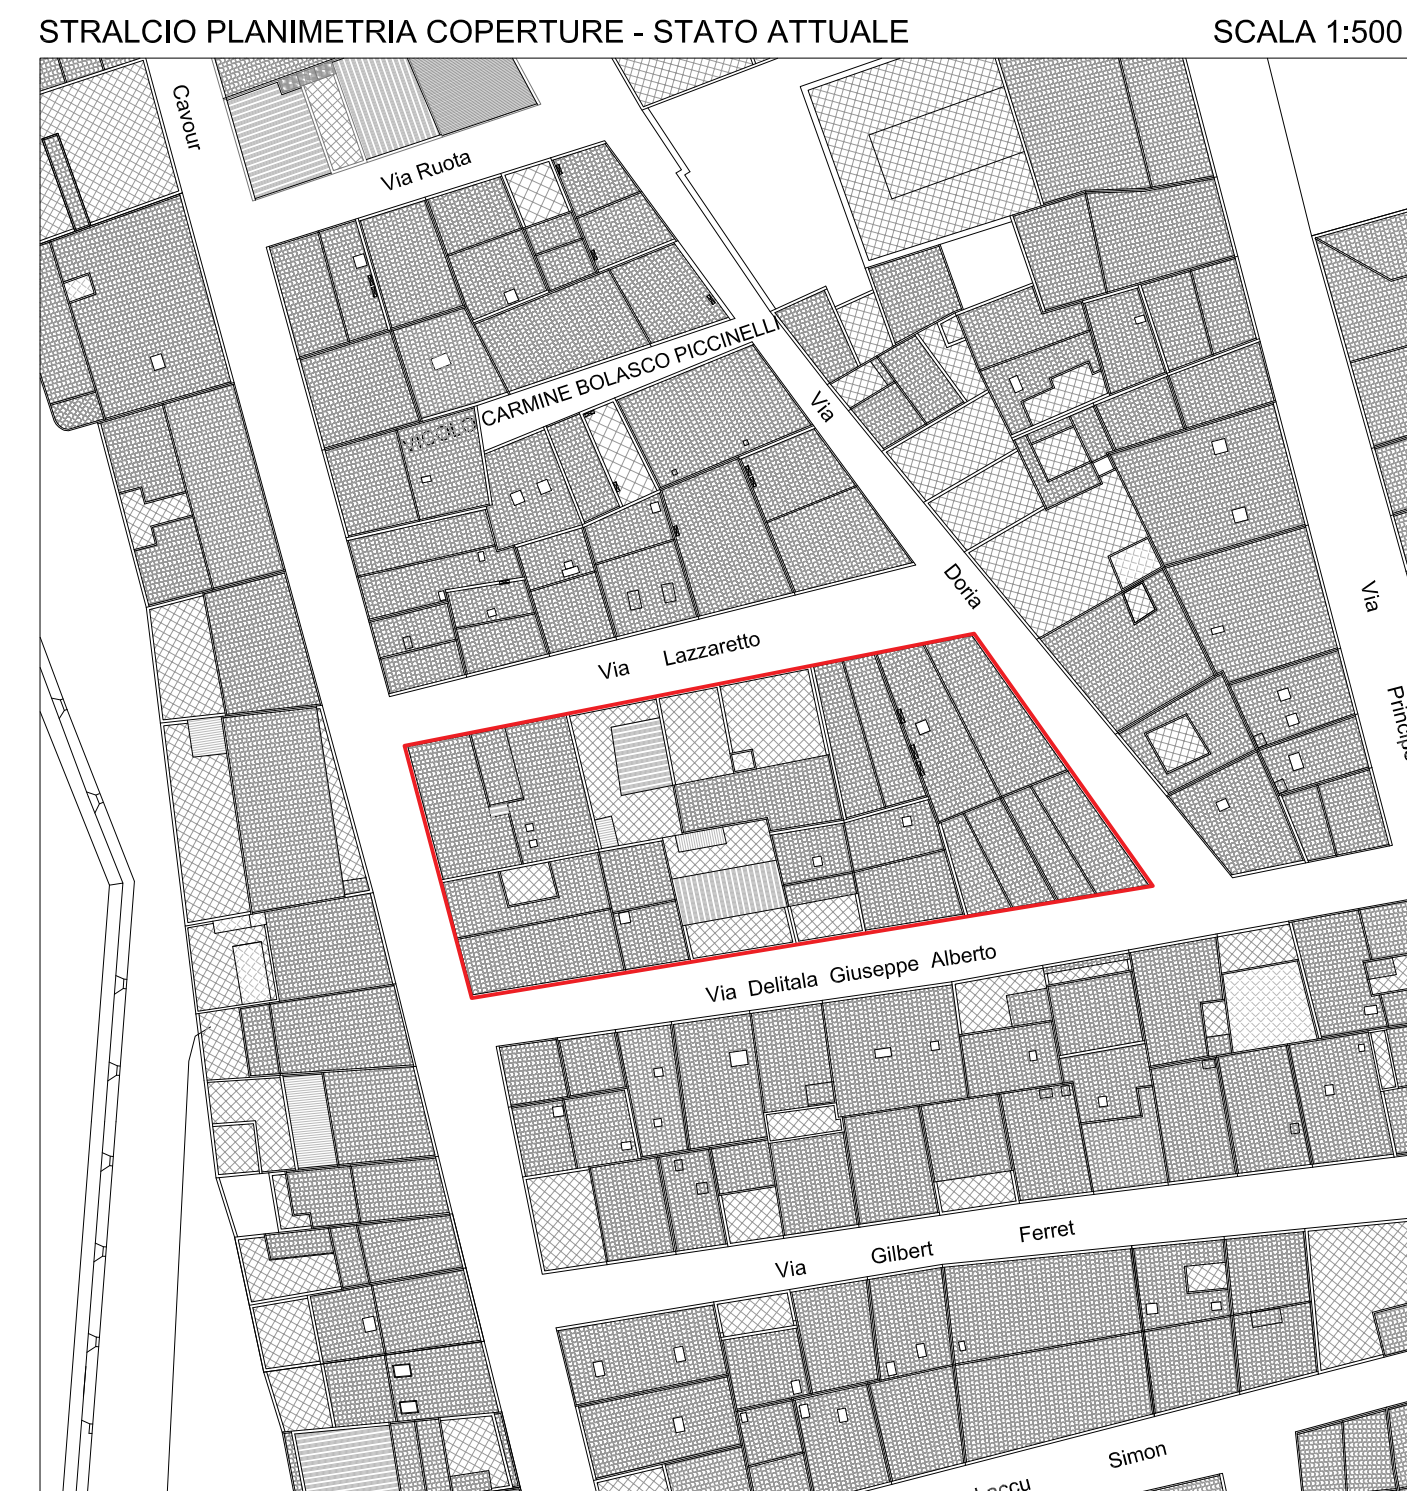 STRALCIO PLANIMETRIA COPERTURE - STATO ATTUALE
SCALA 1:500
Cavour
Via Ruota
VICOLO CARMINE BOLASCO PICCINELLI
Via
Doria
Via
Principe
Via Lazzaretto
Via Delitala Giuseppe Alberto
Via Gilbert Ferret
Simon